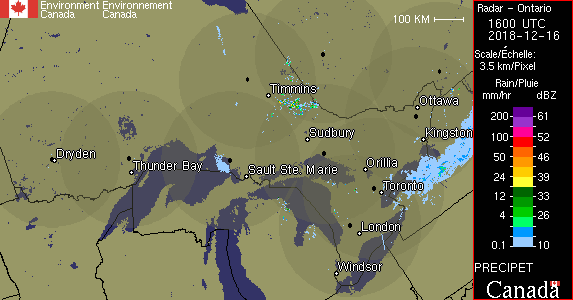 Environment Environnement
Canada Canada
100 KM
Timmins
Ottawa
Kingston
Sudbury
Dryden
Thunder Bay
Sault Ste. Marie
Orillia
Toronto
London
Windsor
Radar - Ontario
1600 UTC
2018-12-16
Scale/Échelle:
3.5 km/Pixel
Rain/Pluie
mm/hr dBZ
200 61
100 56
100 52
50 46
24 39
12 33
4 26
1 20
0.1 10
PRECIPET
Canada